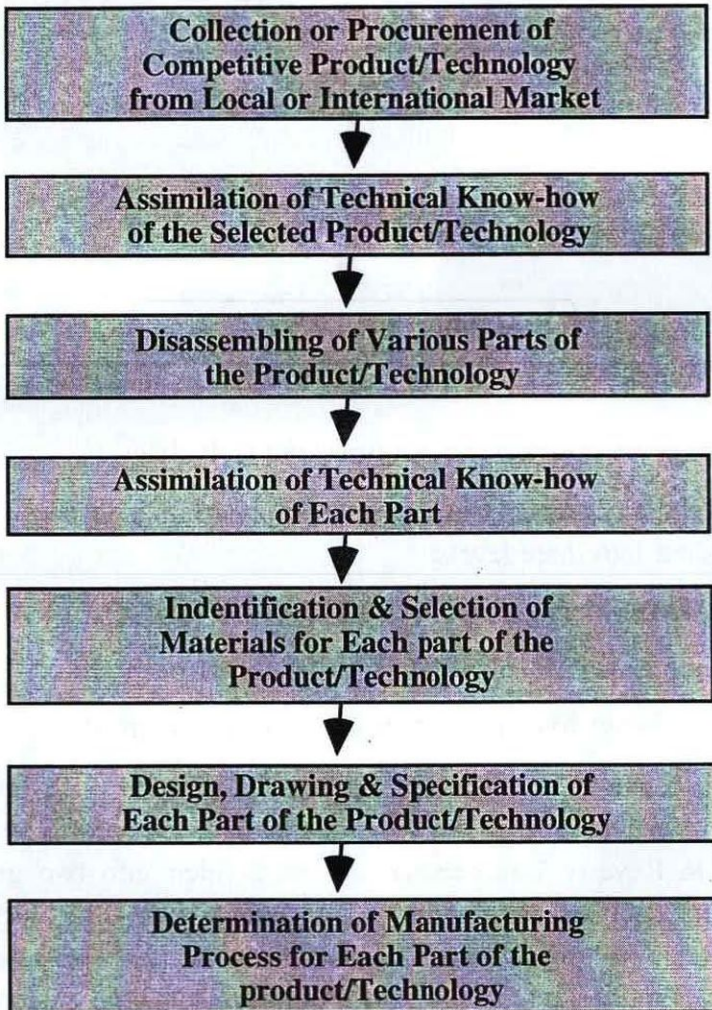 Collection or Procurement of
Competitive Product/Technology
from Local or International Market
Assimilation of Technical Know-how
of the Selected Product/Technology
Disassembling of Various Parts of
the Product/Technology
Assimilation of Technical Know-how
of Each Part
Indentification & Selection of
Materials for Each part of the
Product/Technology
Design, Drawing & Specification of
Each Part of the Product/Technology
Determination of Manufacturing
Process for Each Part of the
product/Technology